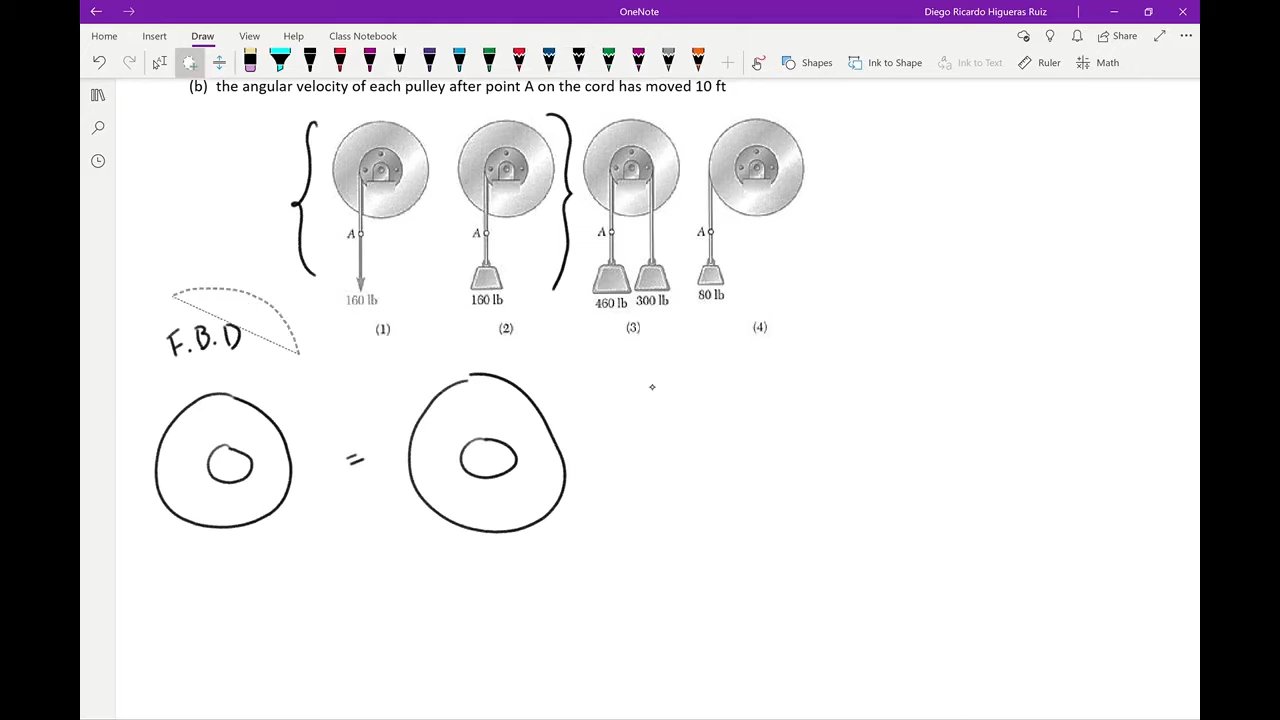 OneNote
Diego Ricardo Higueras Ruiz
Home Insert Draw View Help Class Notebook
Share
Shapes Ink to Shape Ink to Text Ruler Math
(b) the angular velocity of each pulley after point A on the cord has moved 10 ft
A A A A
160 lb 160 lb 460 lb 300 lb 80 lb
(1) (2) (3) (4)
F.B.D
=